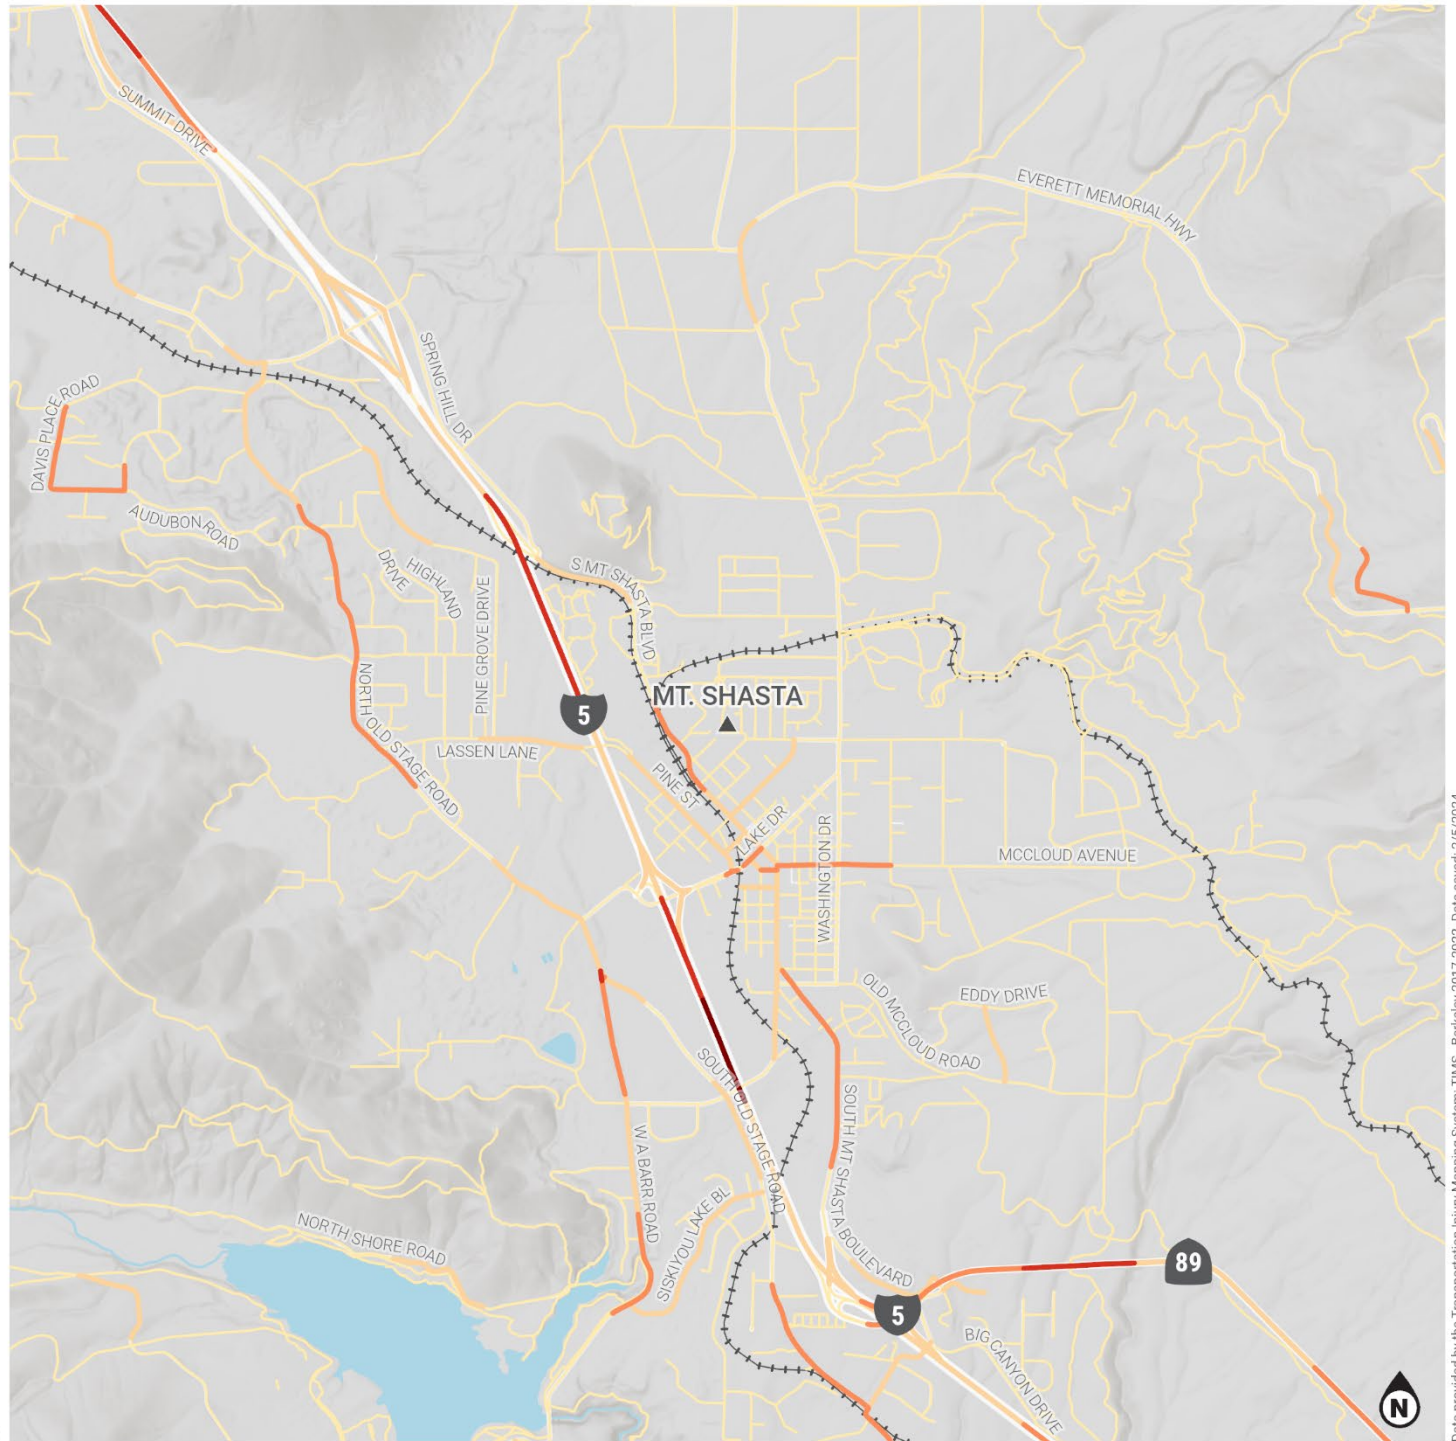 SUMMIT DRIVE
EVERETT MEMORIAL HWY
SPRING HILL DR
DAVIS PLACE ROAD
AUDUBON ROAD
HIGHLAND
DRIVE
PINE GROVE DRIVE
S MT SHASTA BLVD
NORTH OLD STAGE ROAD
MT. SHASTA
5
LASSEN LANE
PINE ST
LAKE DR
WASHINGTON DR
MCCLOUD AVENUE
OLD MCCLOUD ROAD
EDDY DRIVE
SOUTH OLD STAGE ROAD
SOUTH MT SHASTA BOULEVARD
W A BARR ROAD
SISKIYOU LAKE BL
NORTH SHORE ROAD
89
5
BIG CANYON DRIVE
N